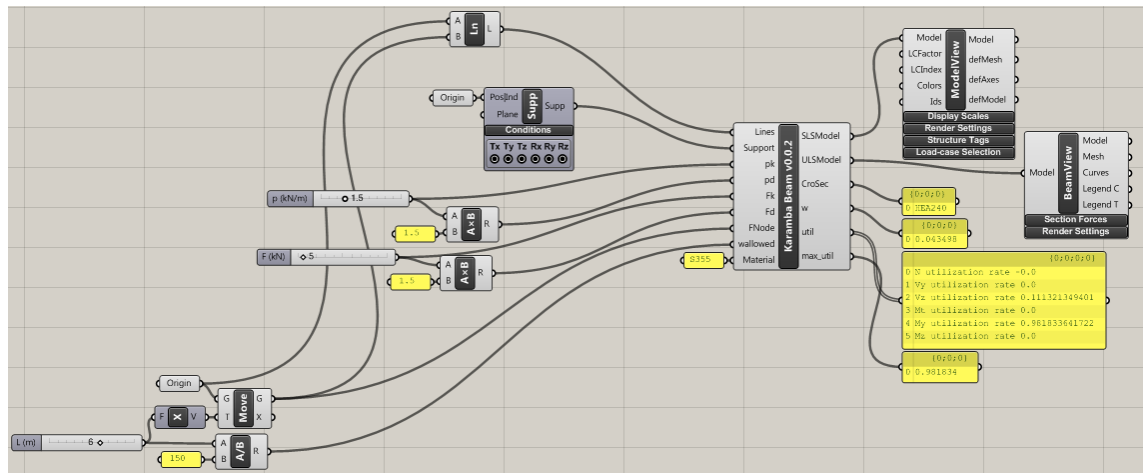 A
B
Ln
L
Origin
Pos|Ind
Plane
Supp
Supp
Conditions
Tx Ty Tz Rx Ry Rz
p (kN/m)
1.5
1.5
A
B
A×B
R
F (kN)
5
1.5
A
B
A×B
R
Origin
G
T
Move
G
X
F
X
V
L (m)
6
150
A
B
A/B
R
Lines
Support
pk
pd
Fk
Fd
FNode
wallowed
Material
Karamba Beam v0.0.2
SLSModel
ULSModel
CroSec
w
util
max_util
S355
Model
LCFactor
LCIndex
Colors
Ids
ModelView
Model
defMesh
defAxes
defModel
Display Scales
Render Settings
Structure Tags
Load-case Selection
Model
BeamView
Model
Mesh
Curves
Legend C
Legend T
Section Forces
Render Settings
{0;0;0}
0 HEA240
{0;0;0}
0 0.043498
{0;0;0;0}
0 N utilization rate -0.0
1 Vy utilization rate 0.0
2 Vz utilization rate 0.111321349401
3 Mt utilization rate 0.0
4 My utilization rate 0.981833641722
5 Mz utilization rate 0.0
{0;0;0}
0 0.981834